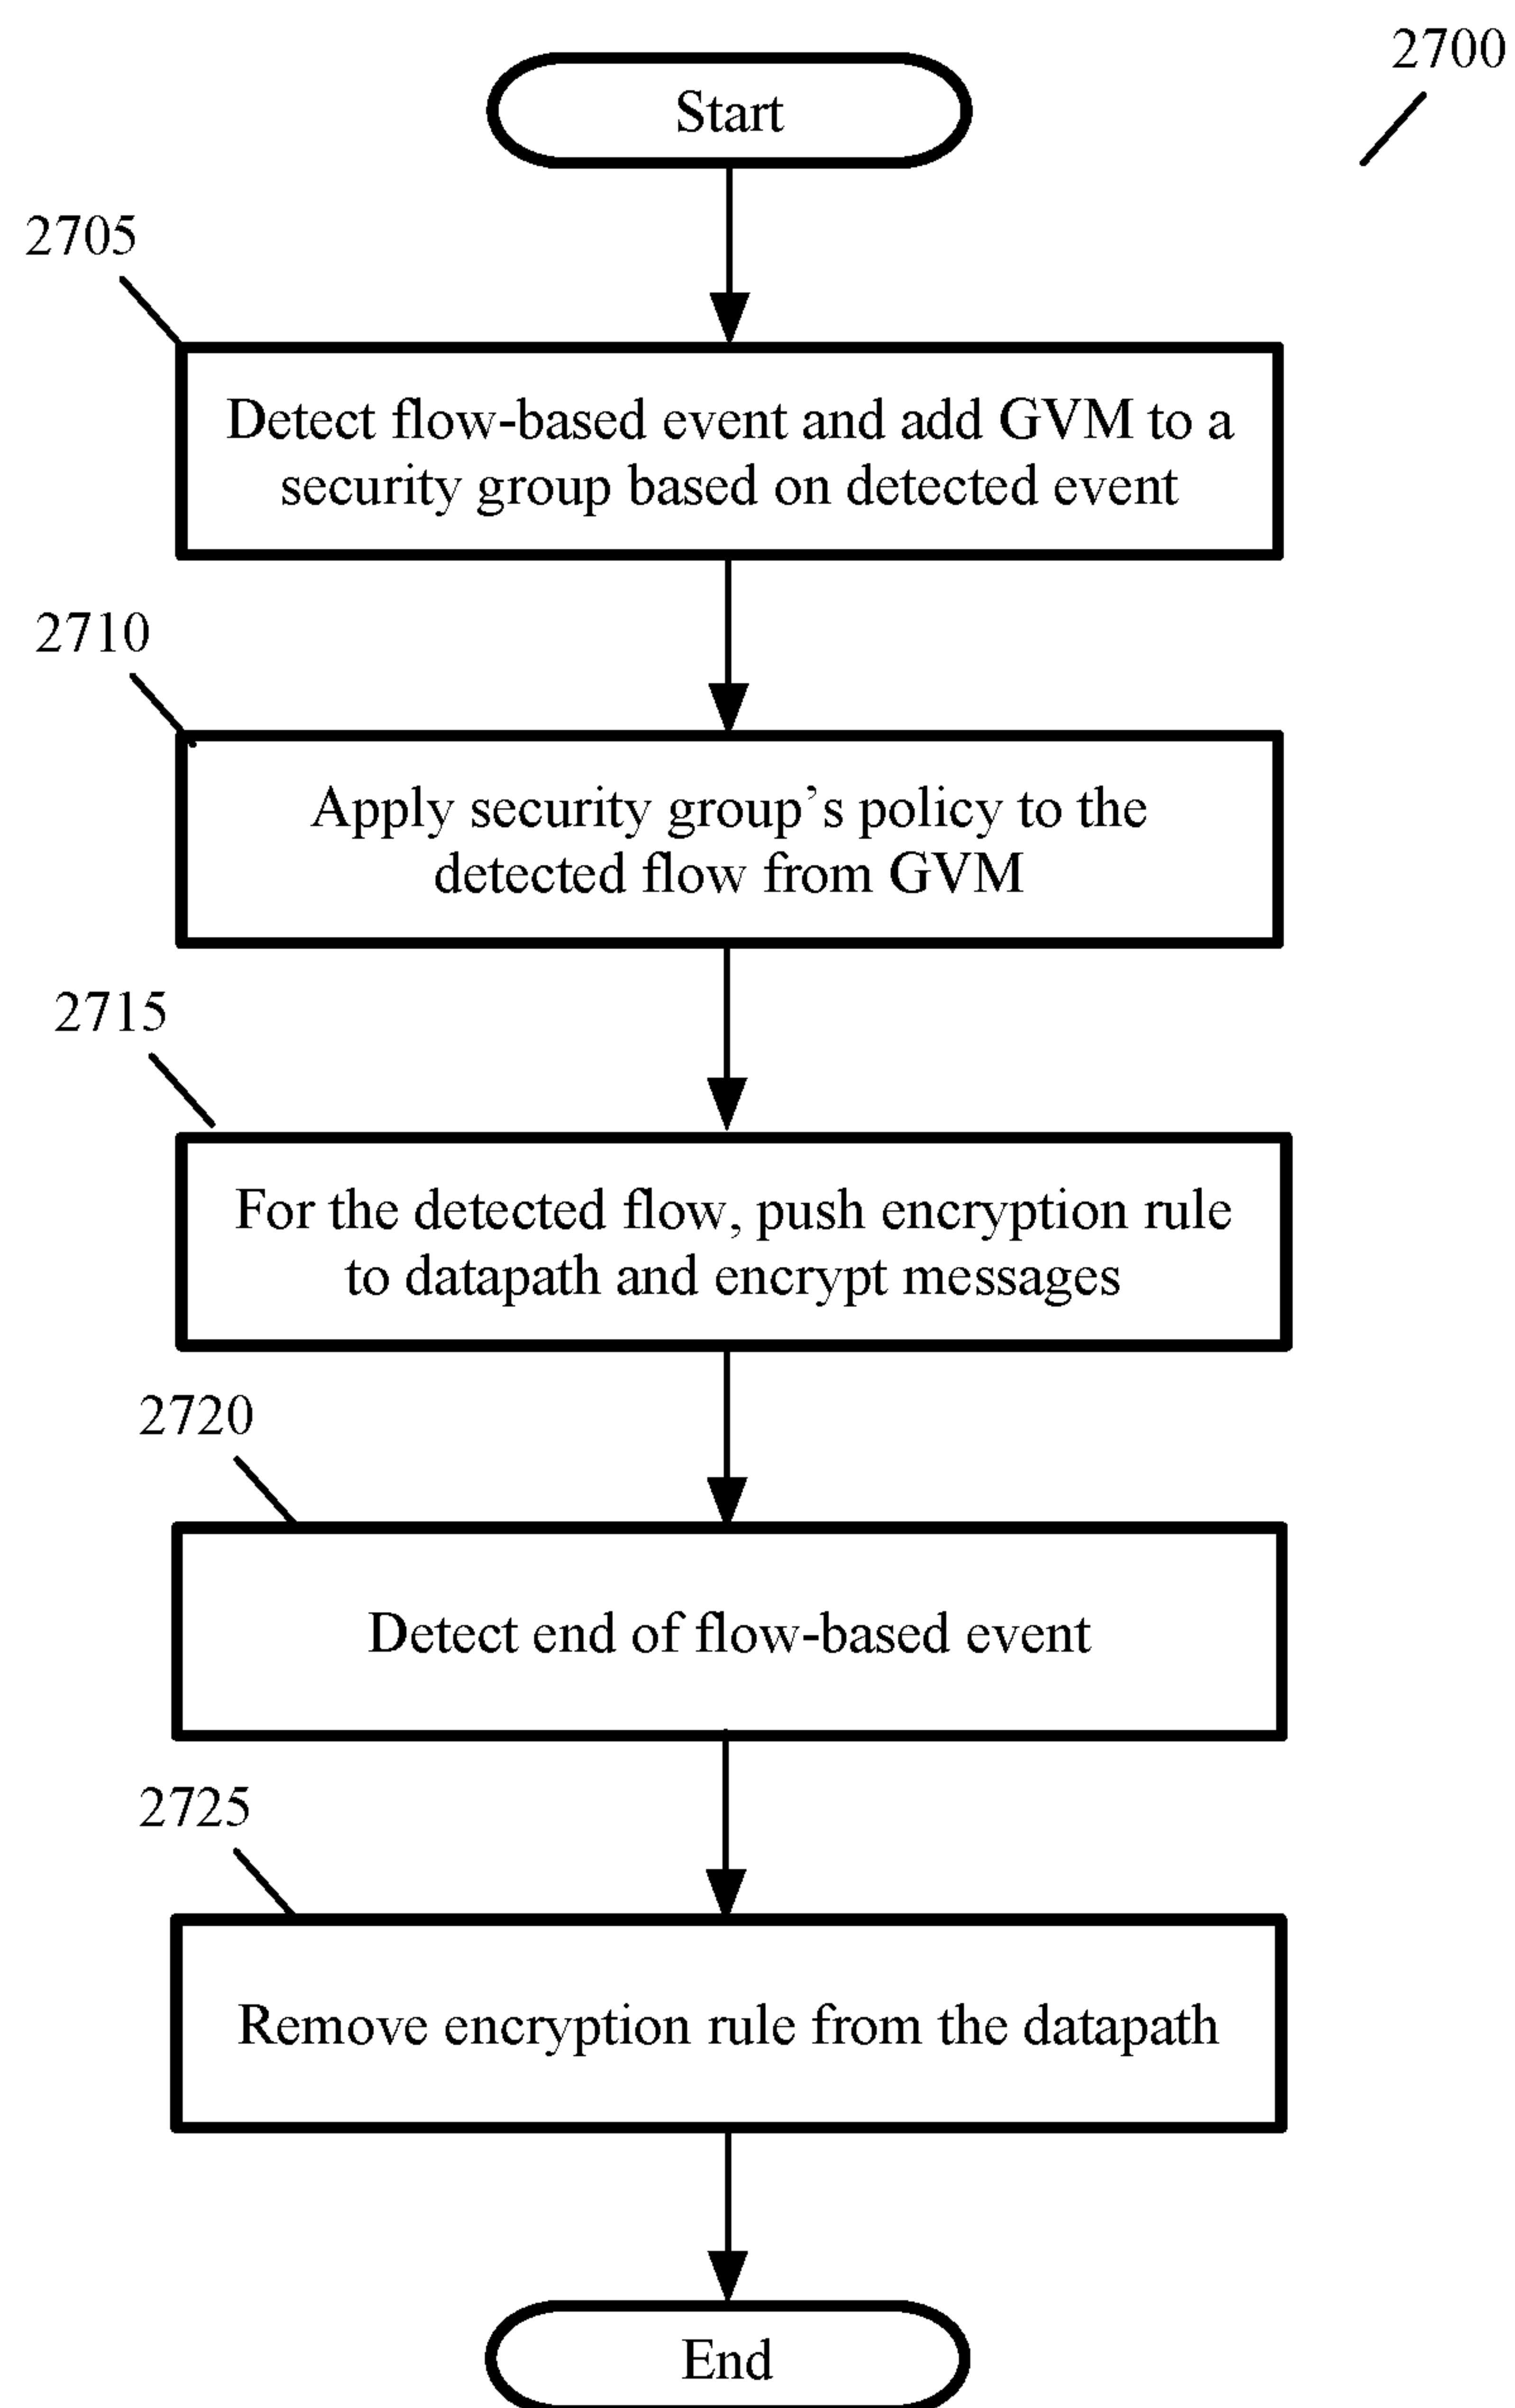 2700
Start
2705
Detect flow-based event and add GVM to a
security group based on detected event
2710
Apply security group’s policy to the
detected flow from GVM
2715
For the detected flow, push encryption rule
to datapath and encrypt messages
2720
Detect end of flow-based event
2725
Remove encryption rule from the datapath
End